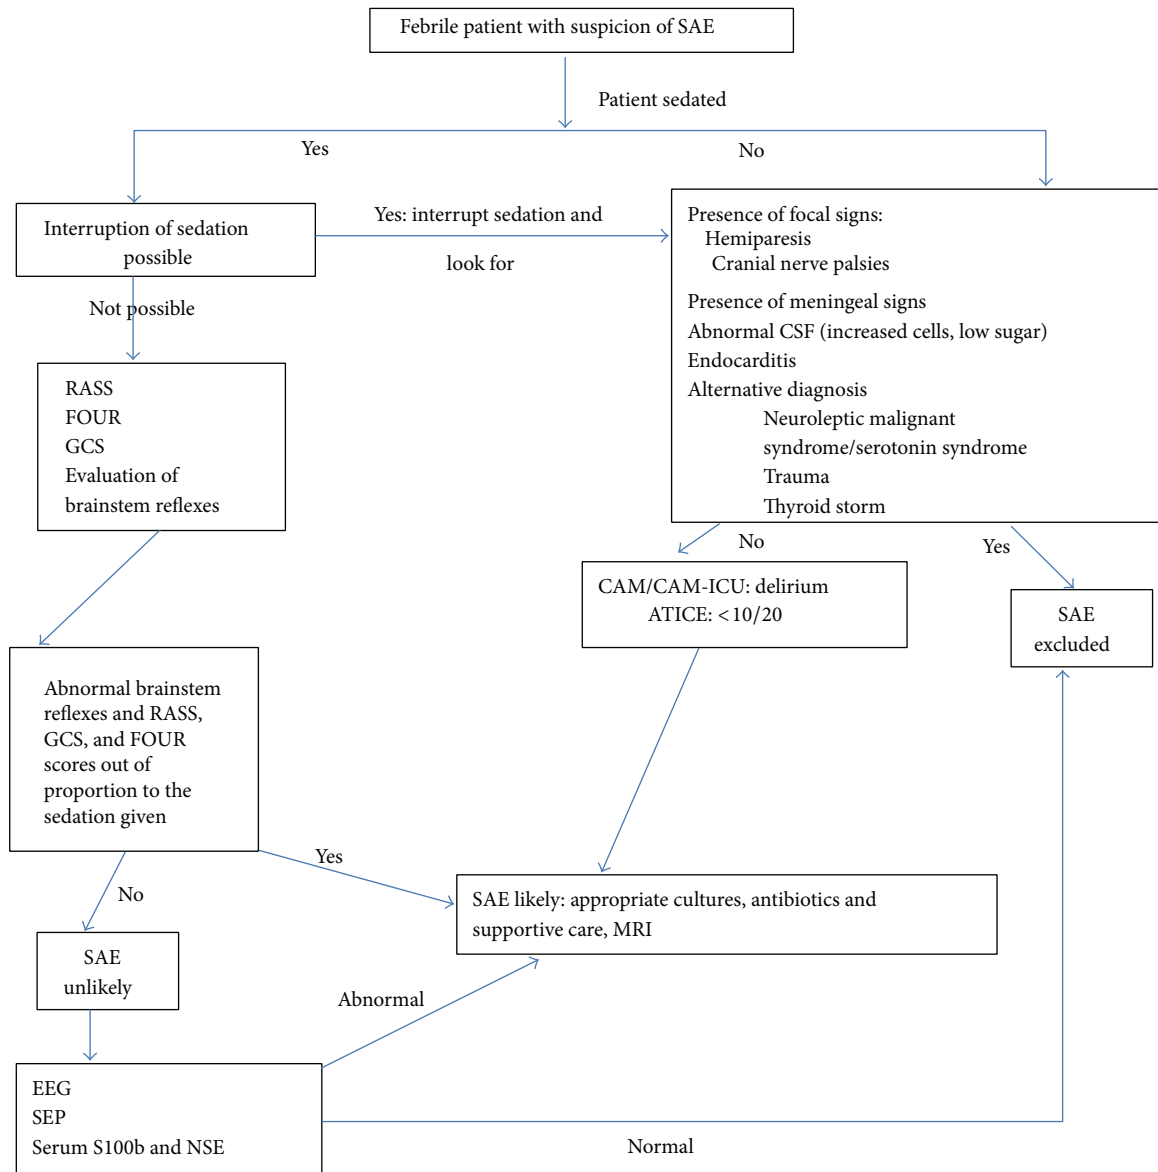 Febrile patient with suspicion of SAE
Patient sedated
Yes
No
Interruption of sedation
possible
Yes: interrupt sedation and
look for
Presence of focal signs:
Hemiparesis
Cranial nerve palsies
Presence of meningeal signs
Abnormal CSF (increased cells, low sugar)
Endocarditis
Alternative diagnosis
Neuroleptic malignant
syndrome/serotonin syndrome
Trauma
Thyroid storm
Not possible
RASS
FOUR
GCS
Evaluation of
brainstem reflexes
No
Yes
CAM/CAM-ICU: delirium
ATICE: <10/20
SAE
excluded
Abnormal brainstem
reflexes and RASS,
GCS, and FOUR
scores out of
proportion to the
sedation given
Yes
No
SAE likely: appropriate cultures, antibiotics and
supportive care, MRI
SAE
unlikely
Abnormal
EEG
SEP
Serum S100b and NSE
Normal